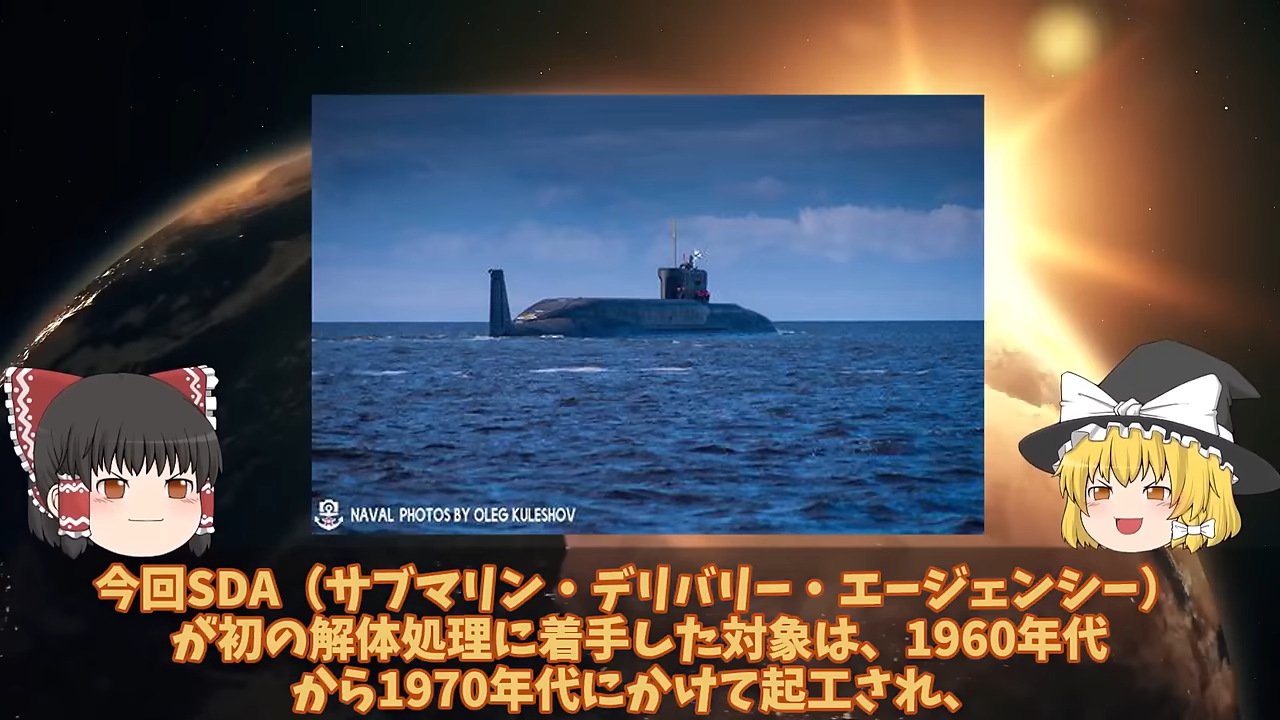 NAVAL PHOTOS BY OLEG KULESHOV
今回SDA（サブマリン・デリバリー・エージェンシー）
が初の解体処理に着手した対象は、1960年代
から1970年代にかけて起工され、